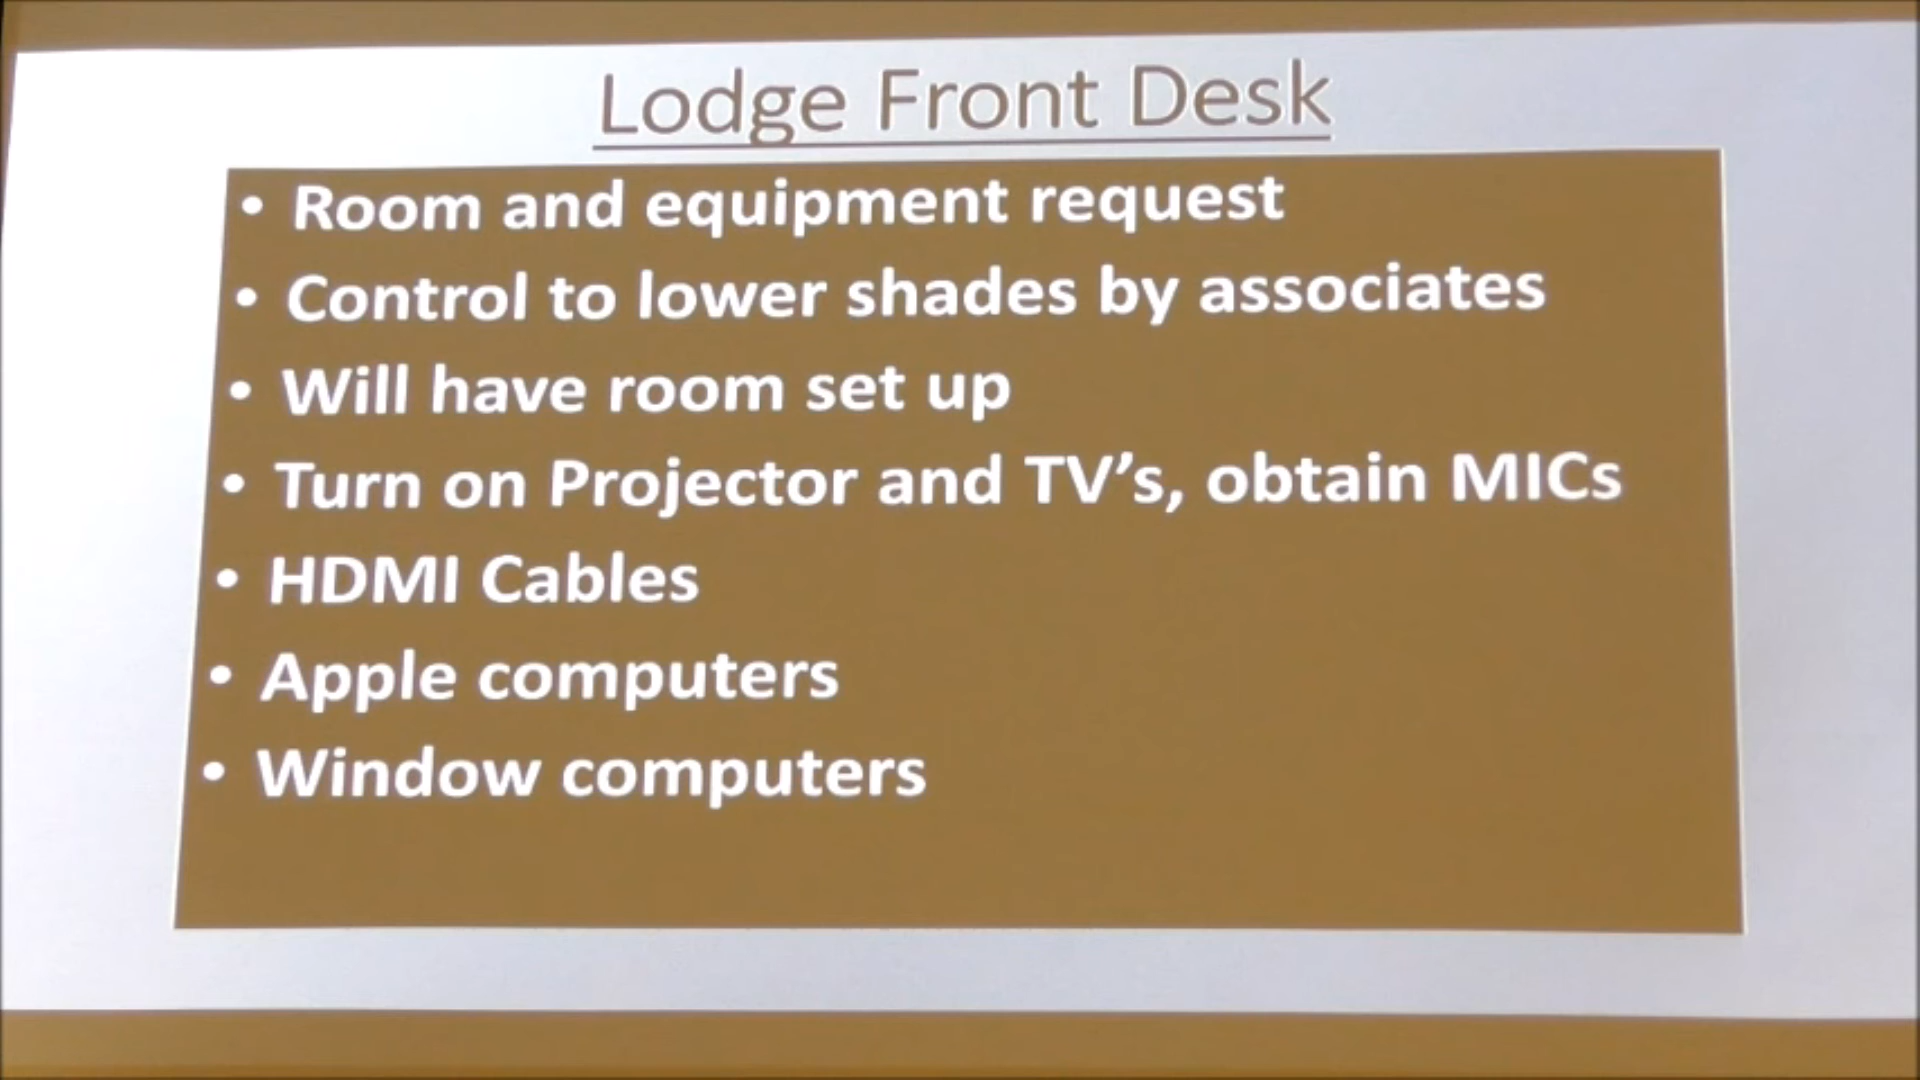 Lodge Front Desk
• Room and equipment request
• Control to lower shades by associates
• Will have room set up
• Turn on Projector and TV’s, obtain MICs
• HDMI Cables
• Apple computers
• Window computers